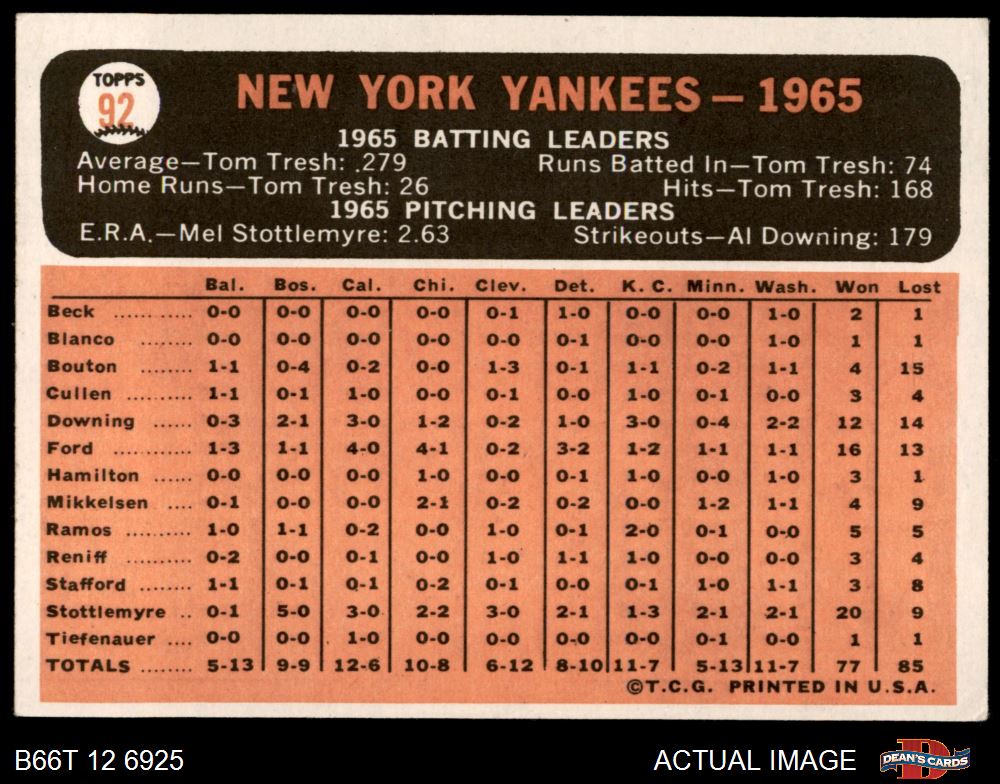 TOPPS
92
NEW YORK YANKEES — 1965
1965 BATTING LEADERS
Average—Tom Tresh: .279 Runs Batted In—Tom Tresh: 74
Home Runs—Tom Tresh: 26 Hits—Tom Tresh: 168
1965 PITCHING LEADERS
E.R.A.—Mel Stottlemyre: 2.63 Strikeouts—Al Downing: 179
Bal. Bos. Cal. Chi. Clev. Det. K. C. Minn. Wash. Won Lost
Beck ........... 0-0 0-0 0-0 0-0 0-1 1-0 0-0 0-0 1-0 2 1
Blanco ........ 0-0 0-0 0-0 0-0 0-0 0-1 0-0 0-0 1-0 1 1
Bouton ........ 1-1 0-4 0-2 0-0 1-3 0-1 1-1 0-2 1-1 4 15
Cullen ......... 1-1 0-1 1-0 0-0 0-1 0-0 1-0 0-1 0-0 3 4
Downing ...... 0-3 2-1 3-0 1-2 0-2 1-0 3-0 0-4 2-2 12 14
Ford ........... 1-3 1-1 4-0 4-1 0-2 3-2 1-2 1-1 1-1 16 13
Hamilton ...... 0-0 0-0 0-0 1-0 0-0 0-1 1-0 1-0 0-0 3 1
Mikkelsen .... 0-1 0-0 0-0 2-1 0-2 0-2 0-0 1-2 1-1 4 9
Ramos .......... 1-0 1-1 0-2 0-0 1-0 0-1 2-0 0-1 0-0 5 5
Reniff .......... 0-2 0-0 0-1 0-0 1-0 1-1 1-0 0-0 0-0 3 4
Stafford ....... 1-1 0-1 0-1 0-2 0-1 0-0 0-1 1-0 1-1 3 8
Stottlemyre .. 0-1 5-0 3-0 2-2 3-0 2-1 1-3 2-1 2-1 20 9
Tiefenauer .... 0-0 0-0 1-0 0-0 0-0 0-0 0-0 0-1 0-0 1 1
TOTALS ........ 5-13 9-9 12-6 10-8 6-12 8-10 11-7 5-13 11-7 77 85
©T.C.G. PRINTED IN U.S.A.
B66T 12 6925 ACTUAL IMAGE DEAN'S CARDS